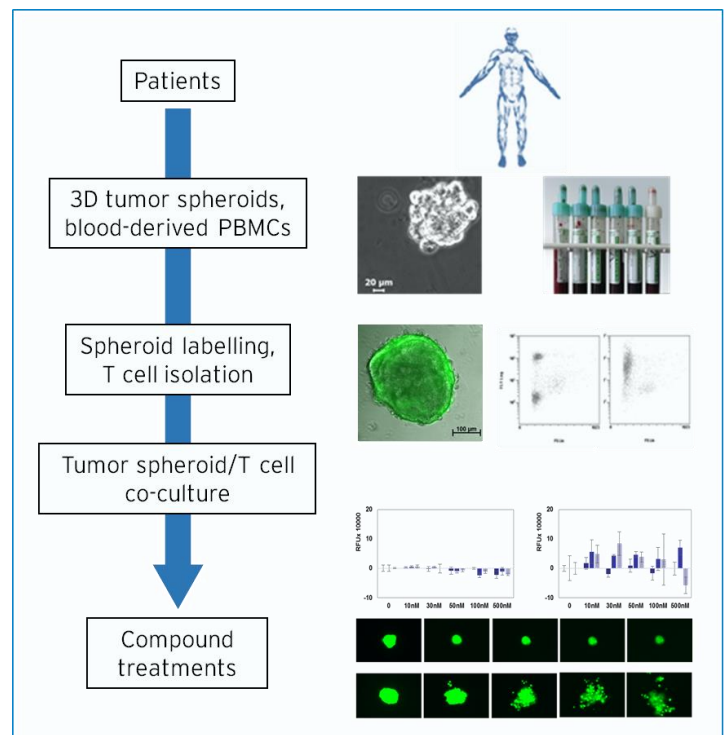 Patients
3D tumor spheroids,
blood-derived PBMCs
20 µm
Spheroid labelling,
T cell isolation
100 µm
Tumor spheroid/T cell
co-culture
RFUx 10000
20
10
0
-10
0 10nM 30nM 50nM 100nM 500nM
RFUx 10000
20
10
0
-10
0 10nM 30nM 50nM 100nM 500nM
Compound
treatments